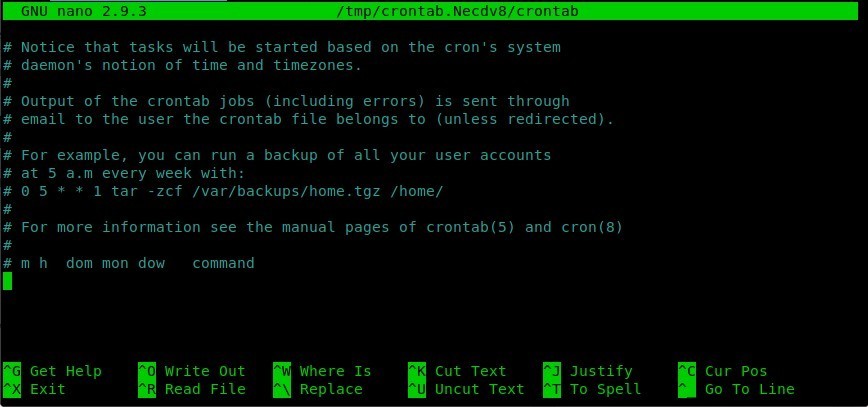 GNU nano 2.9.3 /tmp/crontab.Necdv8/crontab
# Notice that tasks will be started based on the cron's system
# daemon's notion of time and timezones.
#
# Output of the crontab jobs (including errors) is sent through
# email to the user the crontab file belongs to (unless redirected).
#
# For example, you can run a backup of all your user accounts
# at 5 a.m every week with:
# 0 5 * * 1 tar -zcf /var/backups/home.tgz /home/
#
# For more information see the manual pages of crontab(5) and cron(8)
#
# m h  dom mon dow   command
^G Get Help ^O Write Out ^W Where Is ^K Cut Text ^J Justify ^C Cur Pos
^X Exit ^R Read File ^\ Replace ^U Uncut Text ^T To Spell ^_ Go To Line